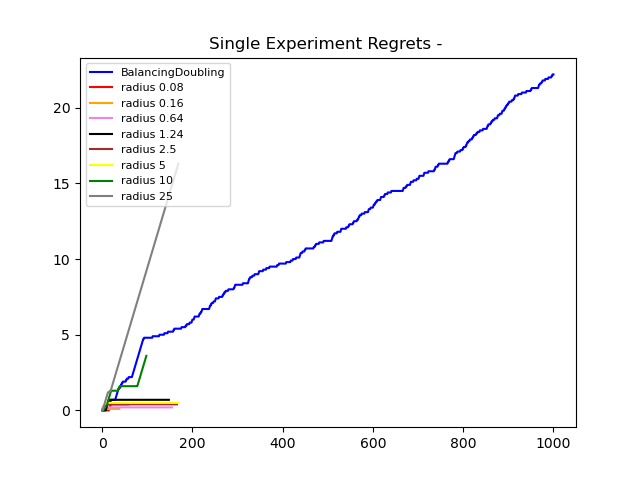 Single Experiment Regrets -
BalancingDoubling
radius 0.08
radius 0.16
radius 0.64
radius 1.24
radius 2.5
radius 5
radius 10
radius 25
20
15
10
5
0
0 200 400 600 800 1000